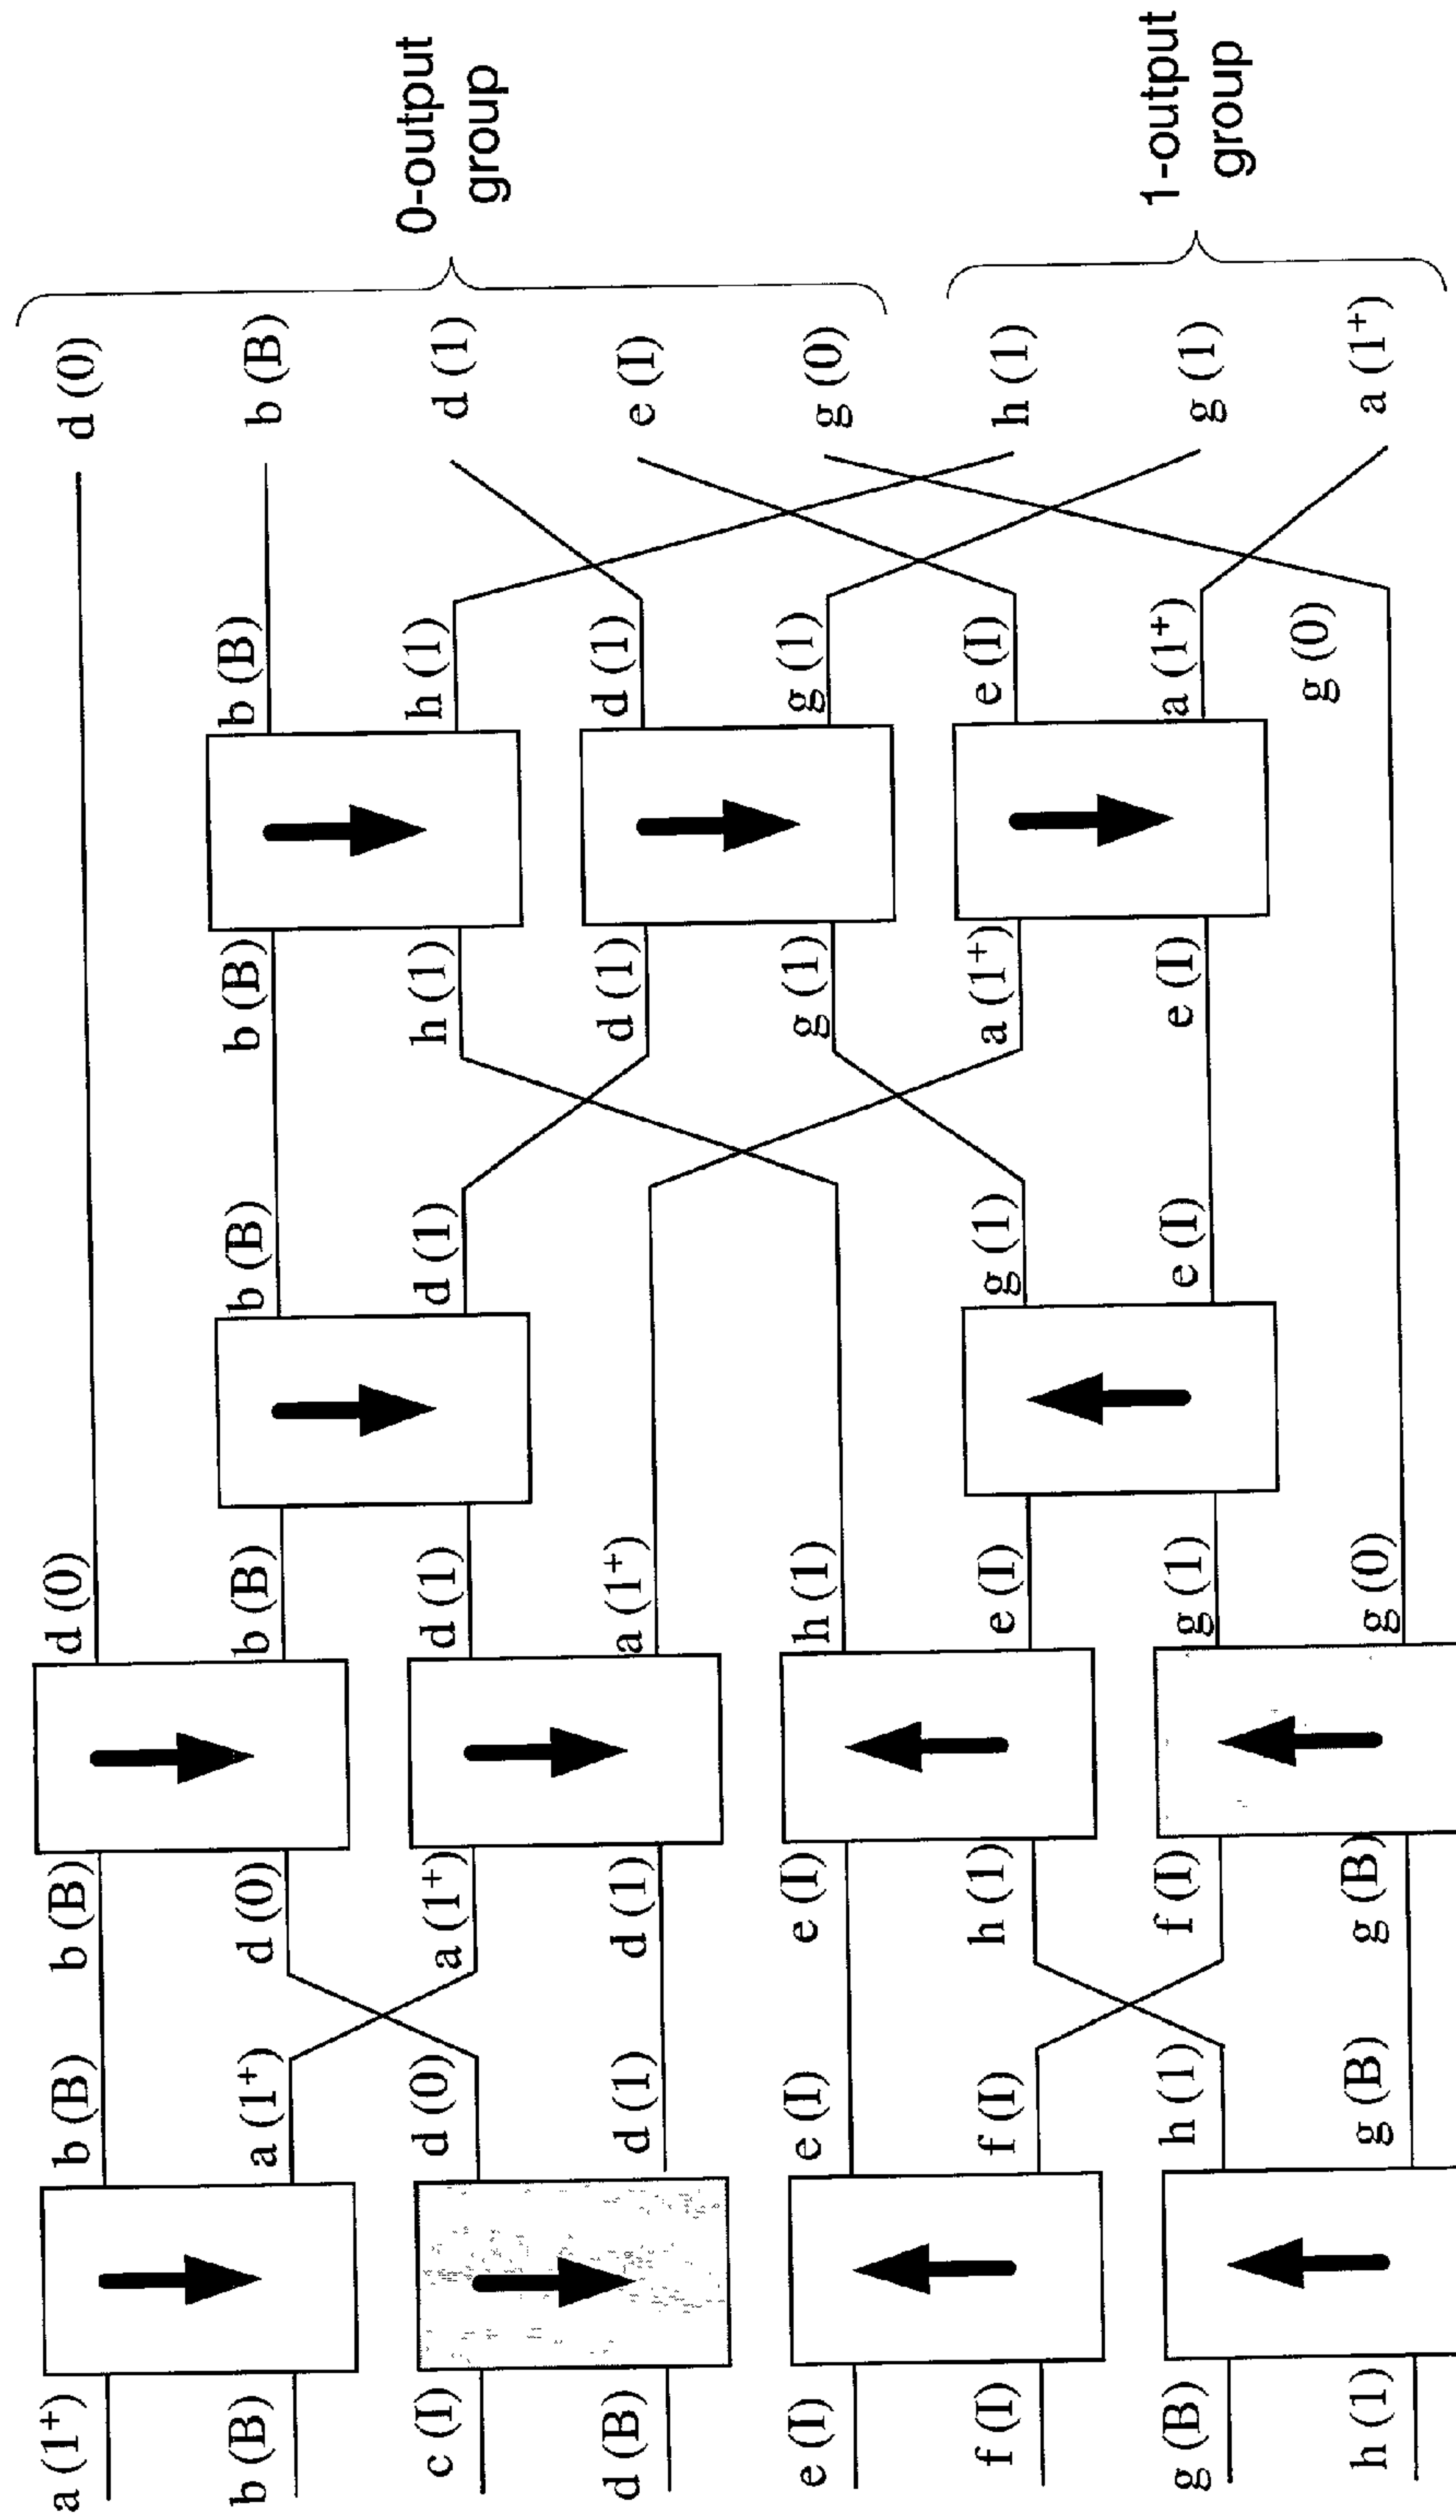 a (1⁺)
b (B)
c (I)
d (B)
e (I)
f (I)
g (B)
h (1)
b (B)
a (1⁺)
d (0)
d (1)
e (I)
f (I)
h (1)
g (B)
b (B)
d (0)
a (1⁺)
d (1)
e (I)
h (1)
f (I)
g (B)
d (0)
b (B)
d (1)
a (1⁺)
h (1)
e (I)
g (1)
g (0)
b (B)
d (1)
g (1)
e (I)
b (B)
h (1)
d (1)
g (1)
a (1⁺)
e (I)
b (B)
h (1)
d (1)
g (1)
e (I)
a (1⁺)
g (0)
d (0)
b (B)
d (1)
e (I)
g (0)
h (1)
g (1)
a (1⁺)
0-output
group
1-output
group